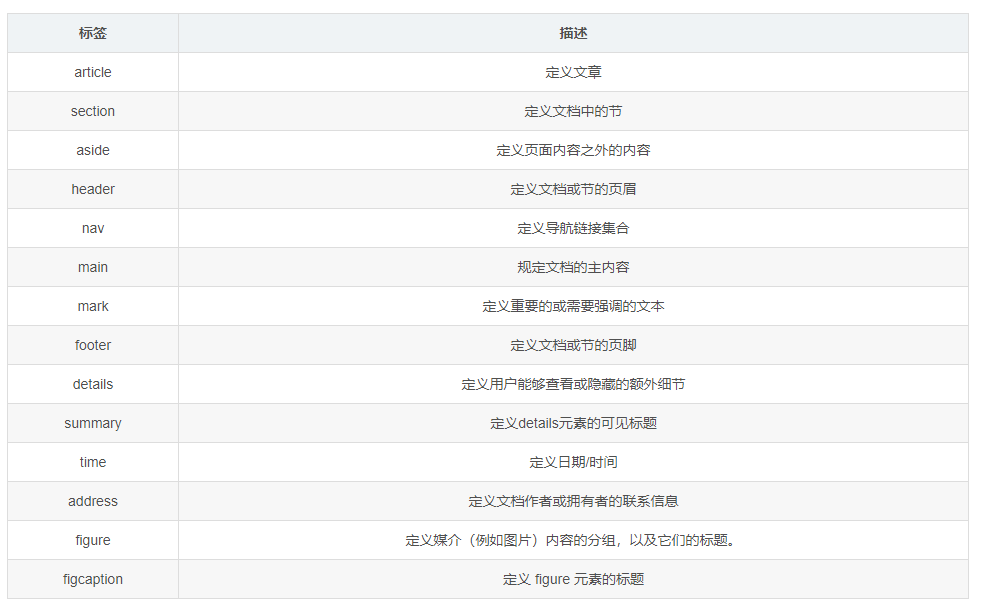 标签 描述
article 定义文章
section 定义文档中的节
aside 定义页面内容之外的内容
header 定义文档或节的页眉
nav 定义导航链接集合
main 规定文档的主内容
mark 定义重要的或需要强调的文本
footer 定义文档或节的页脚
details 定义用户能够查看或隐藏的额外细节
summary 定义details元素的可见标题
time 定义日期/时间
address 定义文档作者或拥有者的联系信息
figure 定义媒介（例如图片）内容的分组，以及它们的标题。
figcaption 定义 figure 元素的标题